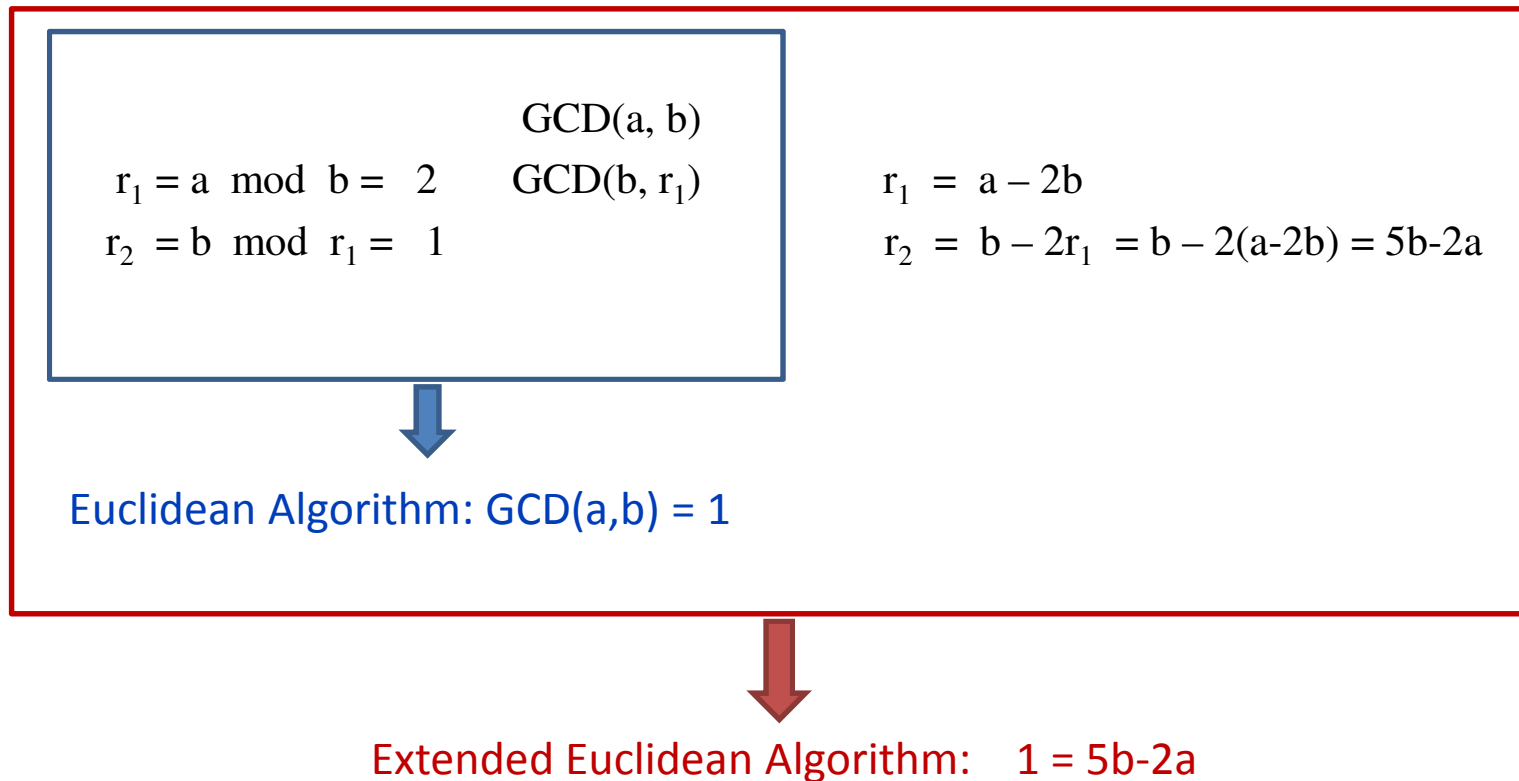 GCD(a, b)
r₁ = a mod b = 2 GCD(b, r₁)
r₂ = b mod r₁ = 1
r₁ = a – 2b
r₂ = b – 2r₁ = b – 2(a-2b) = 5b-2a
Euclidean Algorithm: GCD(a,b) = 1
Extended Euclidean Algorithm: 1 = 5b-2a